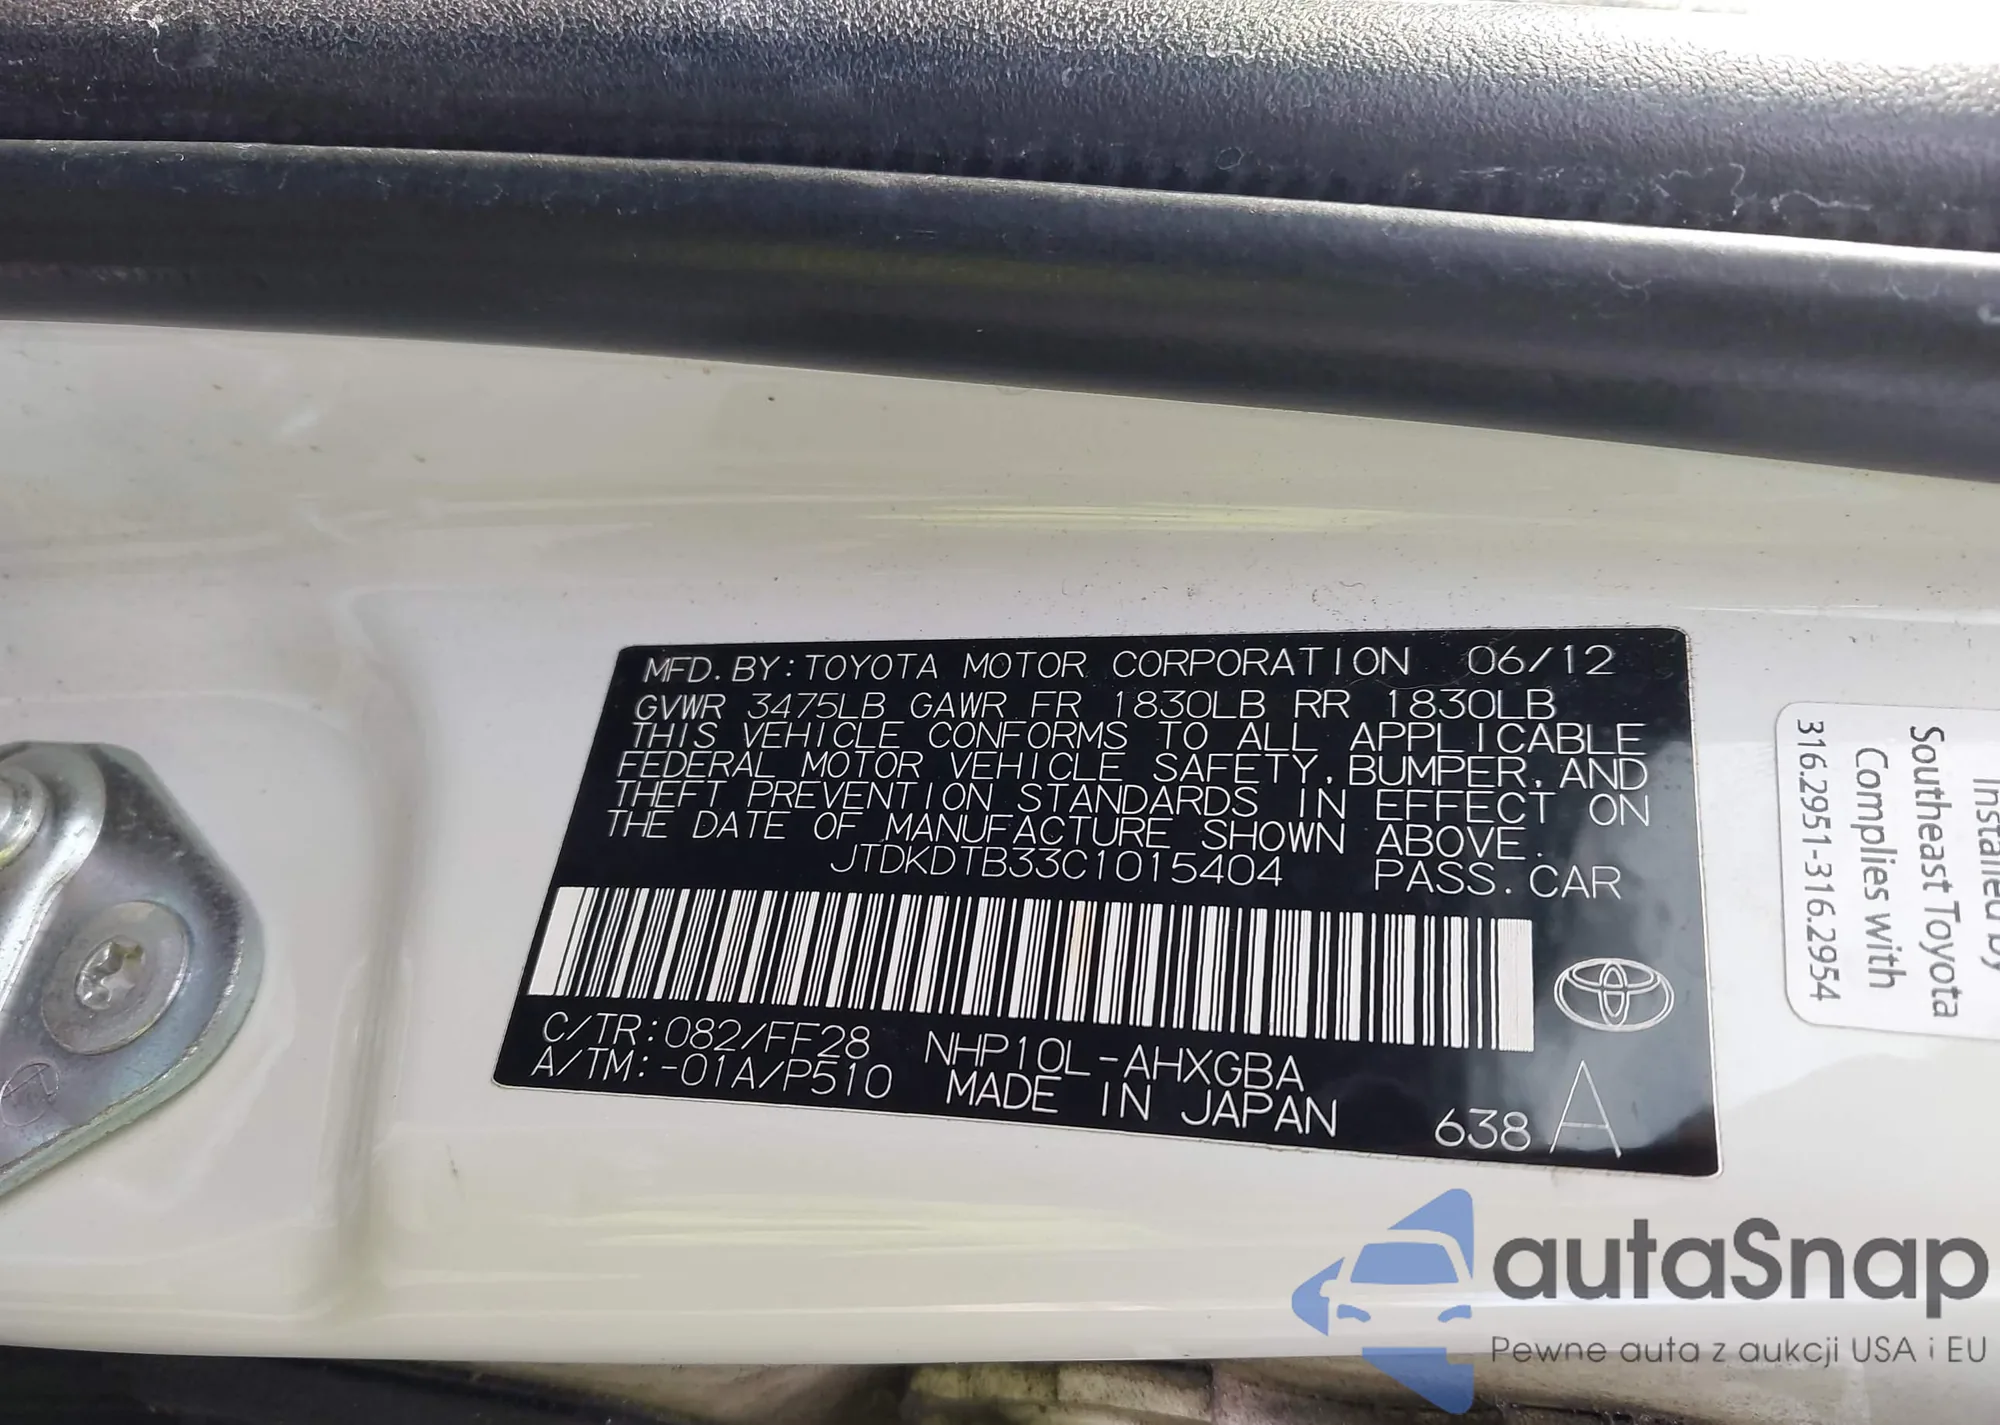 MFD. BY: TOYOTA MOTOR CORPORATION 06/12
GVWR 3475LB GAWR FR 1830LB RR 1830LB
THIS VEHICLE CONFORMS TO ALL APPLICABLE
FEDERAL MOTOR VEHICLE SAFETY, BUMPER, AND
THEFT PREVENTION STANDARDS IN EFFECT ON
THE DATE OF MANUFACTURE SHOWN ABOVE.
JTDKDTB33C1015404 PASS. CAR
C/TR: 082/FF28 NHP10L-AHXGBA
A/TM: -01A/P510 MADE IN JAPAN 638 A
Installed by
Southeast Toyota
Complies with
316.2951-316.2954
autaSnap
Pewne auta z aukcji USA i EU